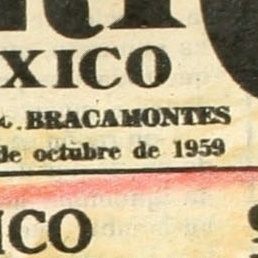 XICO
BRACAMONTES
de octubre de 1959
ICO